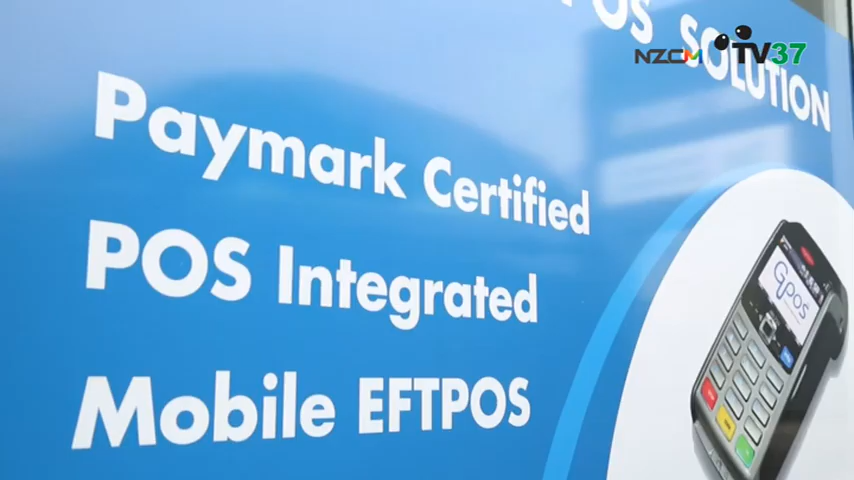 POS SOLUTION
NZCM TV37
Paymark Certified
POS Integrated
Mobile EFTPOS
Gpos